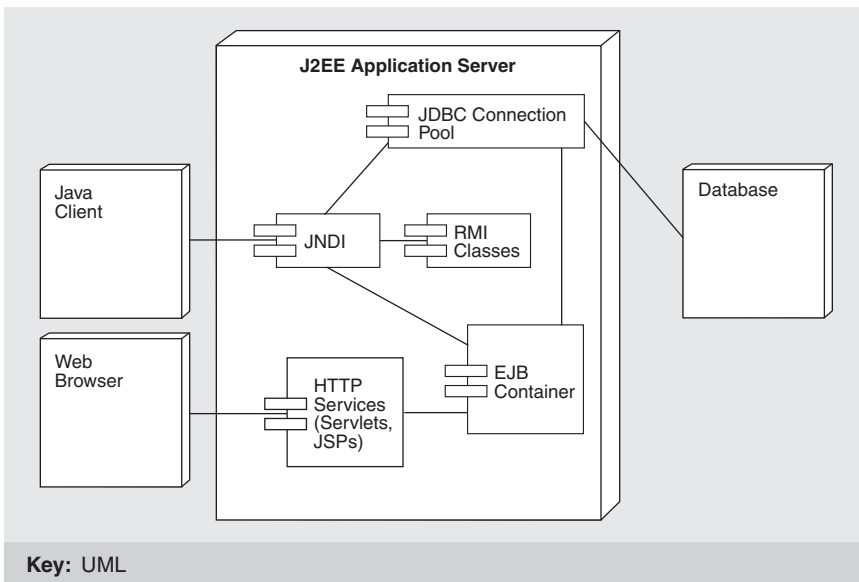 J2EE Application Server
JDBC Connection
Pool
Java
Client
Database
JNDI
RMI
Classes
Web
Browser
HTTP
Services
(Servlets,
JSPs)
EJB
Container
Key: UML